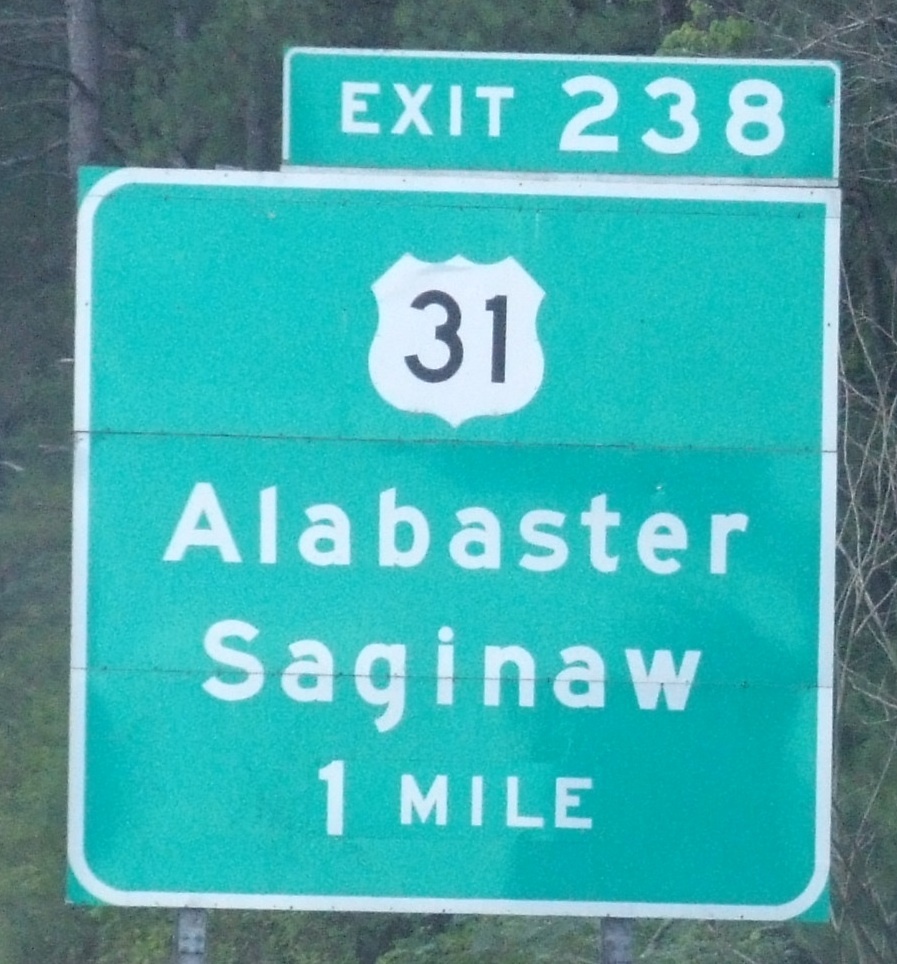 EXIT 238
31
Alabaster
Saginaw
1 MILE